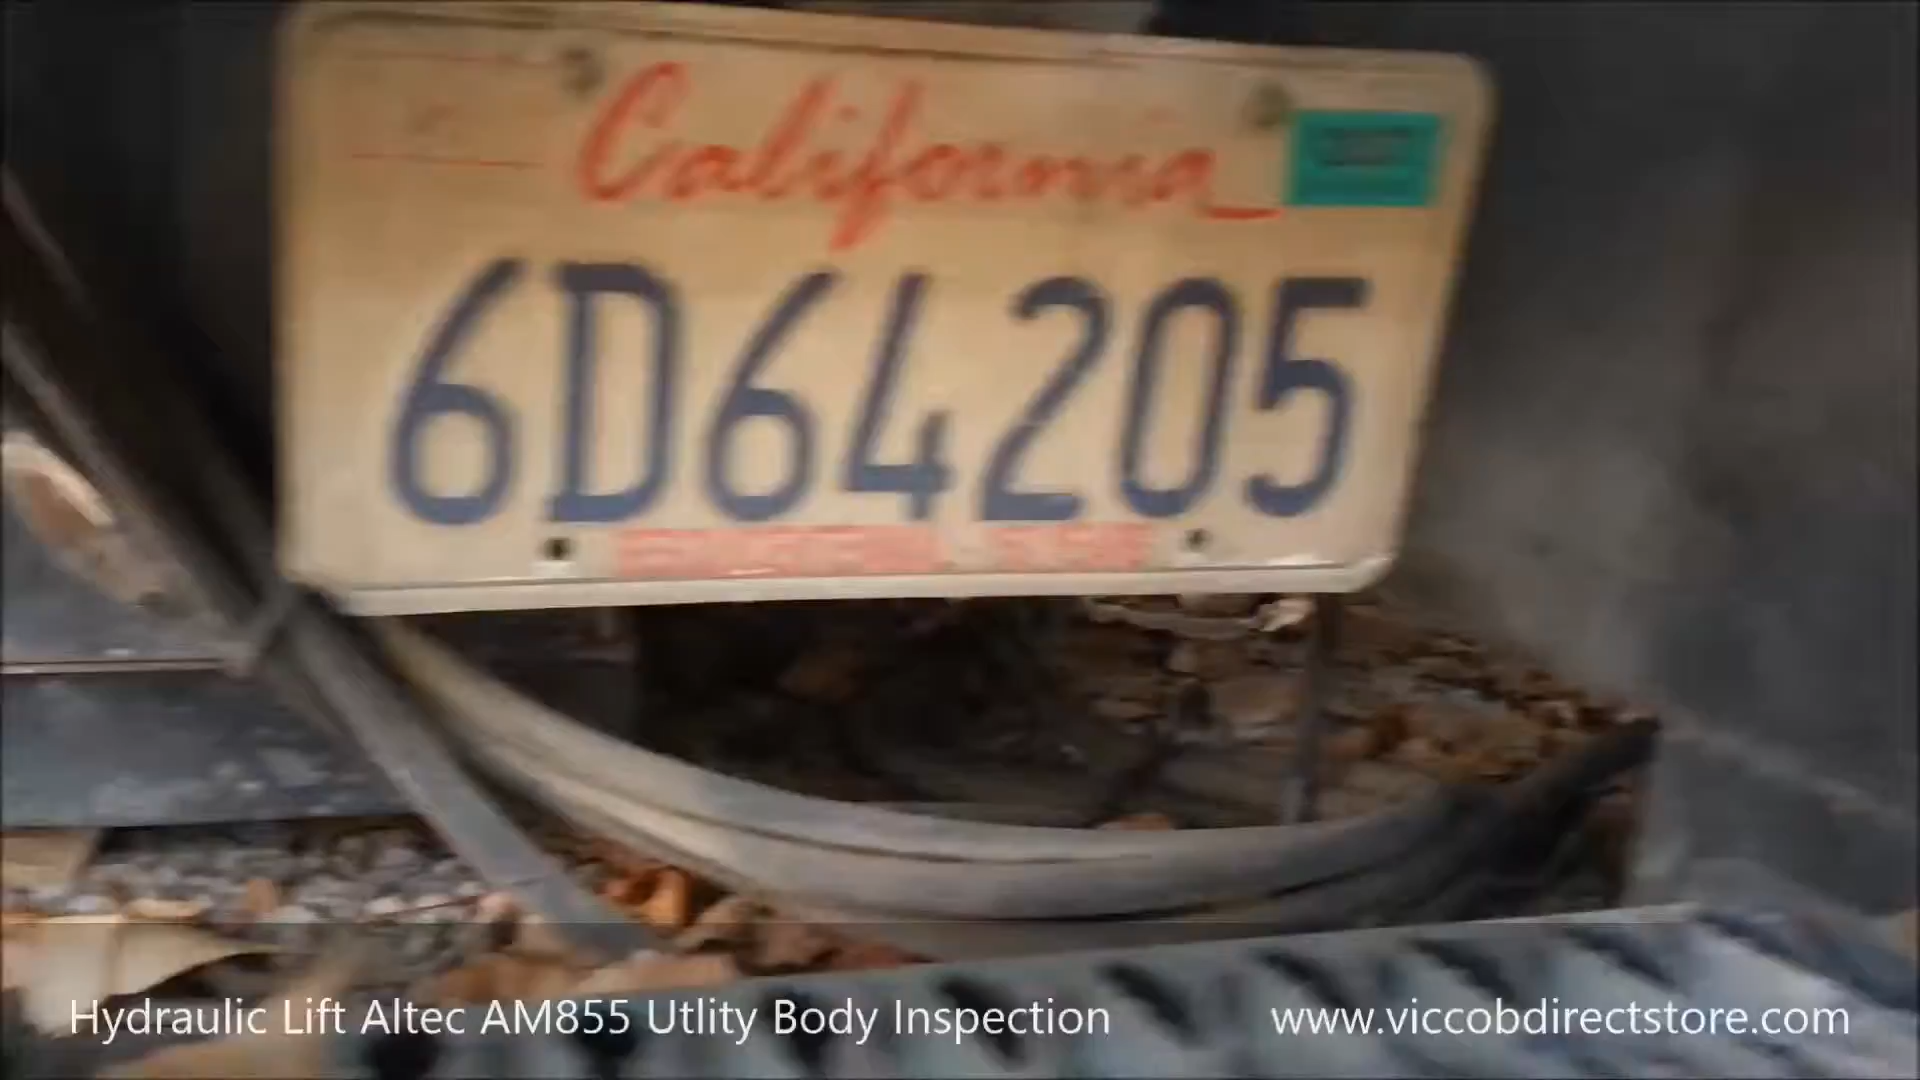 California
6D64205
Hydraulic Lift Altec AM855 Utlity Body Inspection
www.viccobdirectstore.com